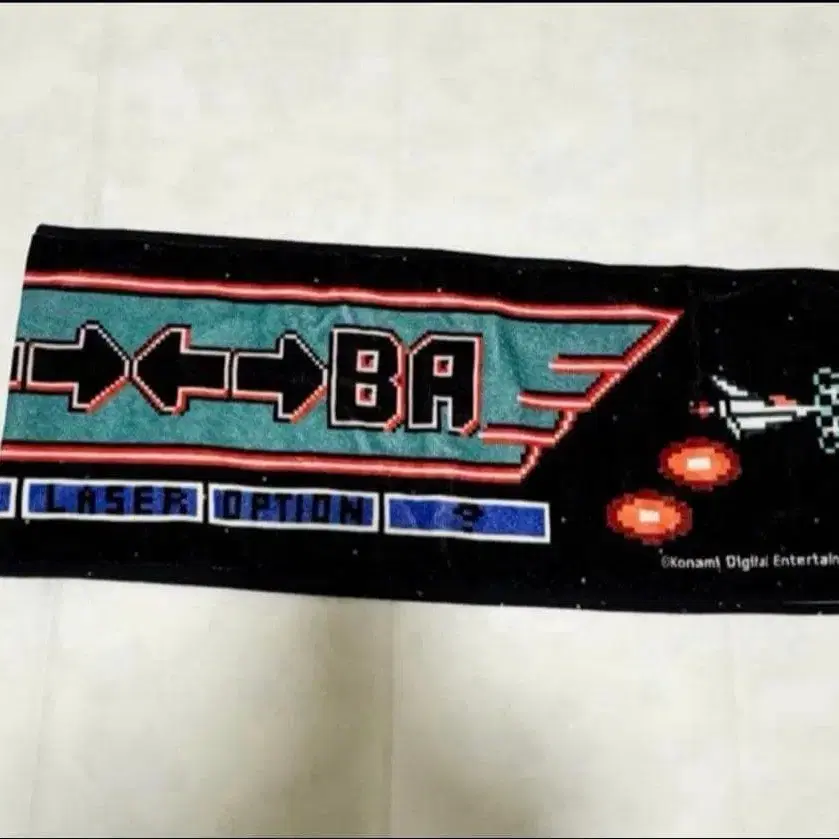 →←→BA
LASER OPTION ?
©Konami Digital Entertain